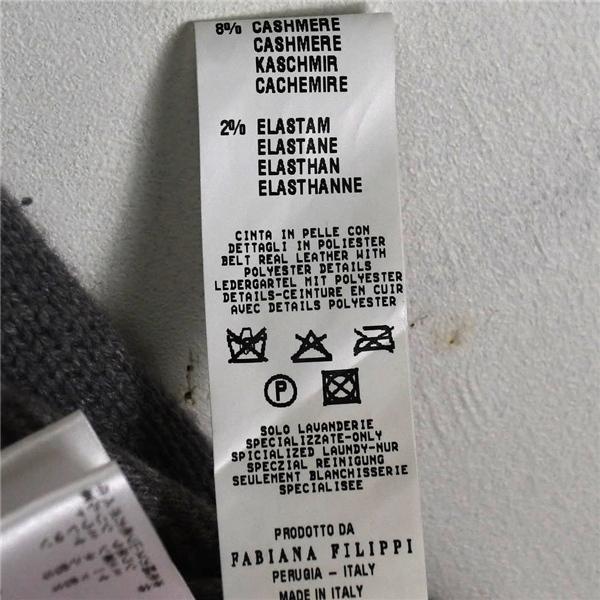 8% CASHMERE
CASHMERE
KASCHMIR
CACHEMIRE
2% ELASTAM
ELASTANE
ELASTHAN
ELASTHANNE
CINTA IN PELLE CON
DETTAGLI IN POLIESTER
BELT REAL LEATHER WITH
POLYESTER DETAILS
LEDERGARTEL MIT POLYESTER
DETAILS-CEINTURE EN CUIR
AVEC DETAILS POLYESTER
P
SOLO LAVANDERIE
SPECIALIZZATE-ONLY
SPICIALIZED LAUNDY-NUR
SPEZIAL REINIGUNG
SEULEMENT BLANCHISSERIE
SPECIALISEE
PRODOTTO DA
FABIANA FILIPPI
PERUGIA - ITALY
MADE IN ITALY